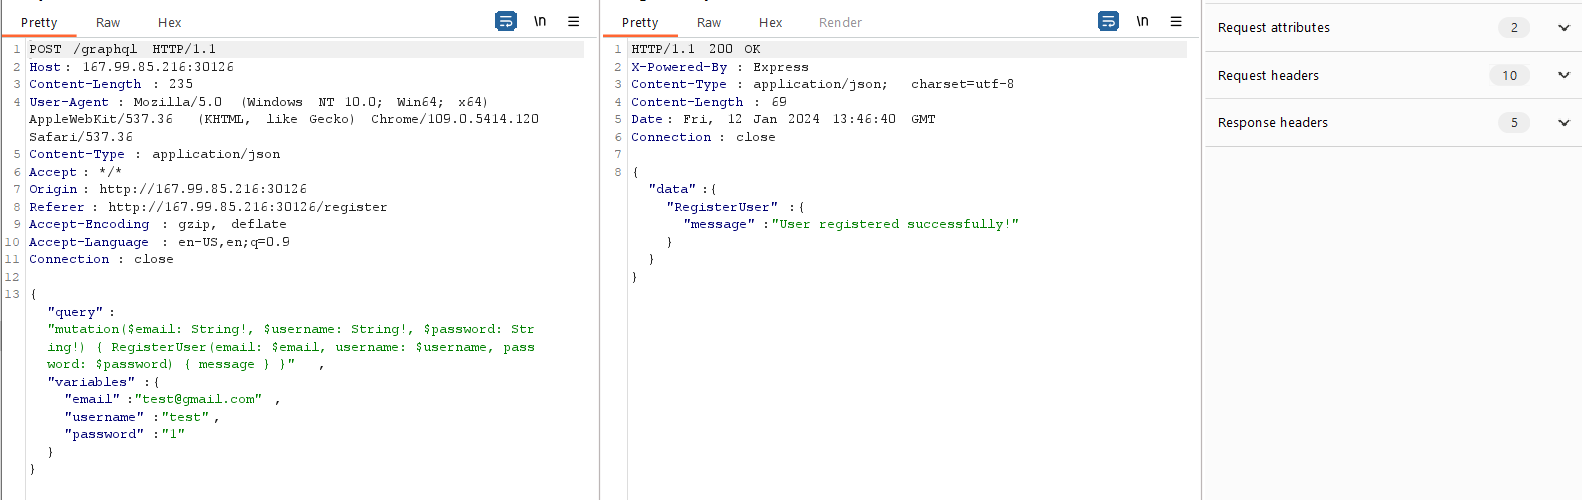 Pretty Raw Hex \n
1 POST /graphql HTTP/1.1
2 Host : 167.99.85.216:30126
3 Content-Length : 235
4 User-Agent : Mozilla/5.0 (Windows NT 10.0; Win64; x64)
AppleWebKit/537.36 (KHTML, like Gecko) Chrome/109.0.5414.120
Safari/537.36
5 Content-Type : application/json
6 Accept : */*
7 Origin : http://167.99.85.216:30126
8 Referer : http://167.99.85.216:30126/register
9 Accept-Encoding : gzip, deflate
10 Accept-Language : en-US,en;q=0.9
11 Connection : close
12
13 {
"query" :
"mutation($email: String!, $username: String!, $password: Str
ing!) { RegisterUser(email: $email, username: $username, pass
word: $password) { message } }" ,
"variables" :{
"email" :"test@gmail.com" ,
"username" :"test" ,
"password" :"1"
}
}
Pretty Raw Hex Render \n
1 HTTP/1.1 200 OK
2 X-Powered-By : Express
3 Content-Type : application/json; charset=utf-8
4 Content-Length : 69
5 Date : Fri, 12 Jan 2024 13:46:40 GMT
6 Connection : close
7
8 {
"data" :{
"RegisterUser" :{
"message" :"User registered successfully!"
}
}
}
Request attributes 2
Request headers 10
Response headers 5